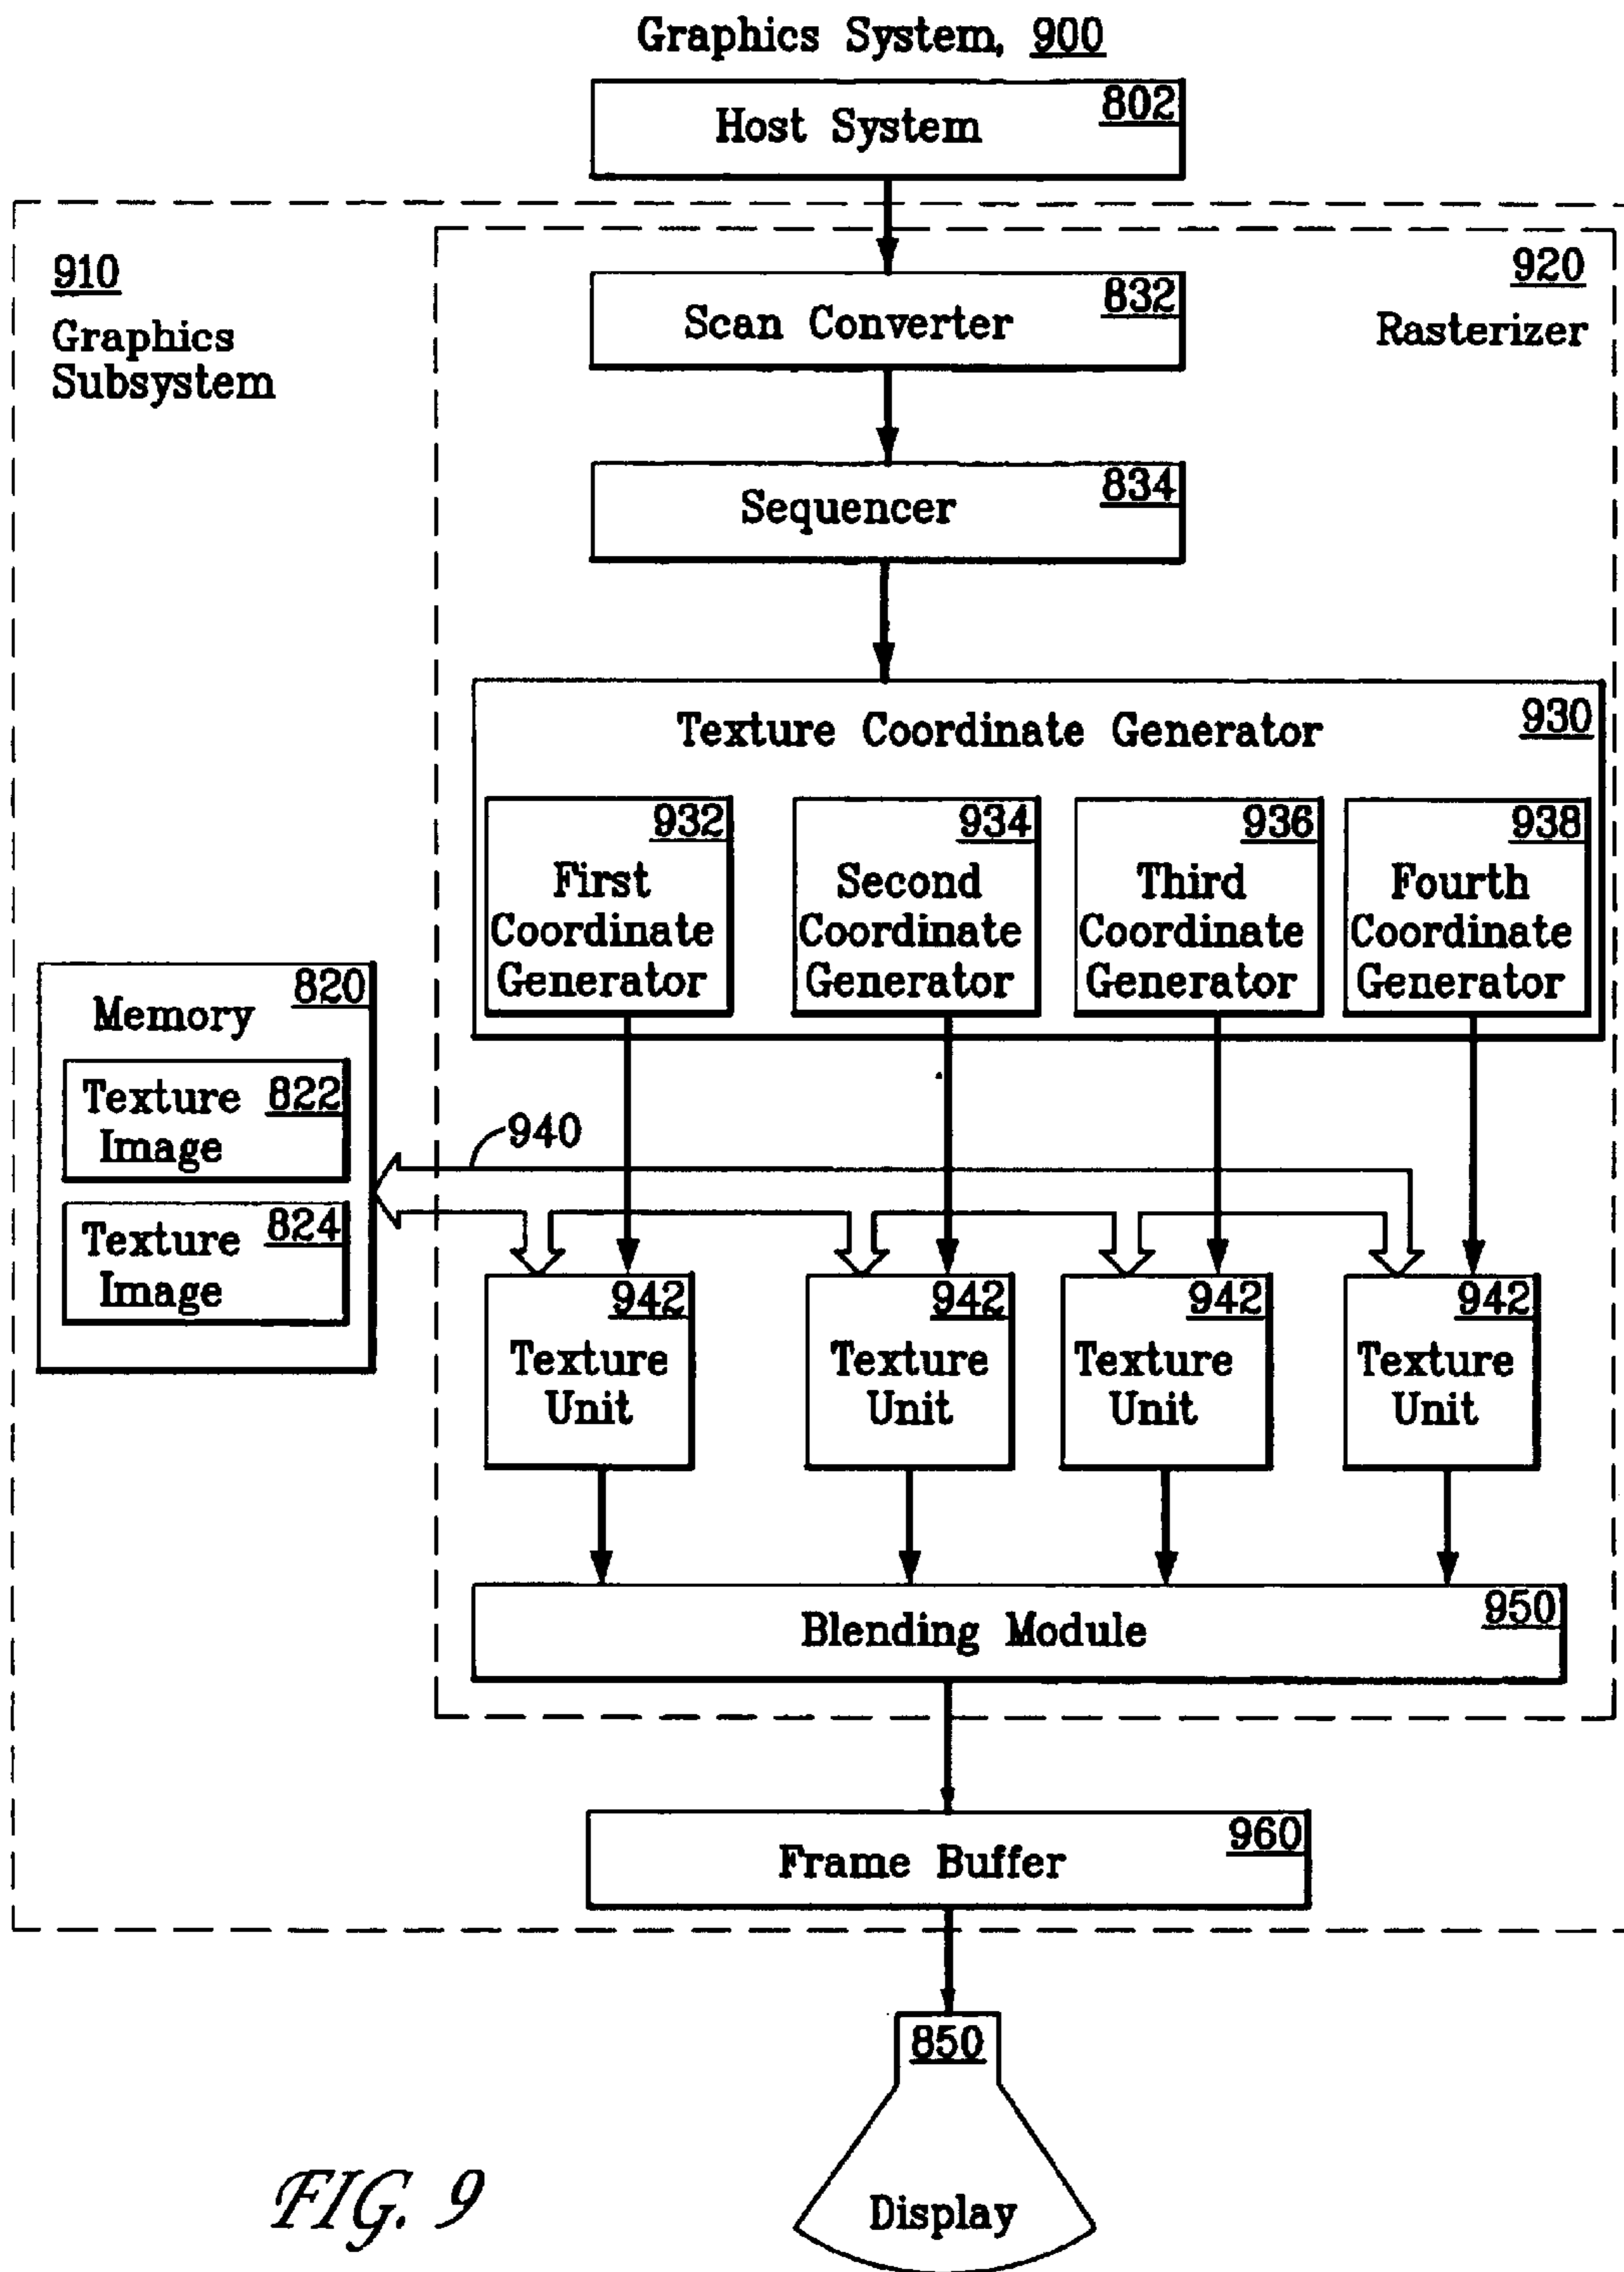 Graphics System, 900
802
Host System
910
Graphics
Subsystem
920
Rasterizer
832
Scan Converter
834
Sequencer
930
Texture Coordinate Generator
932
First
Coordinate
Generator
934
Second
Coordinate
Generator
936
Third
Coordinate
Generator
938
Fourth
Coordinate
Generator
820
Memory
Texture 822
Image
Texture 824
Image
940
942
Texture
Unit
942
Texture
Unit
942
Texture
Unit
942
Texture
Unit
950
Blending Module
960
Frame Buffer
850
Display
FIG. 9